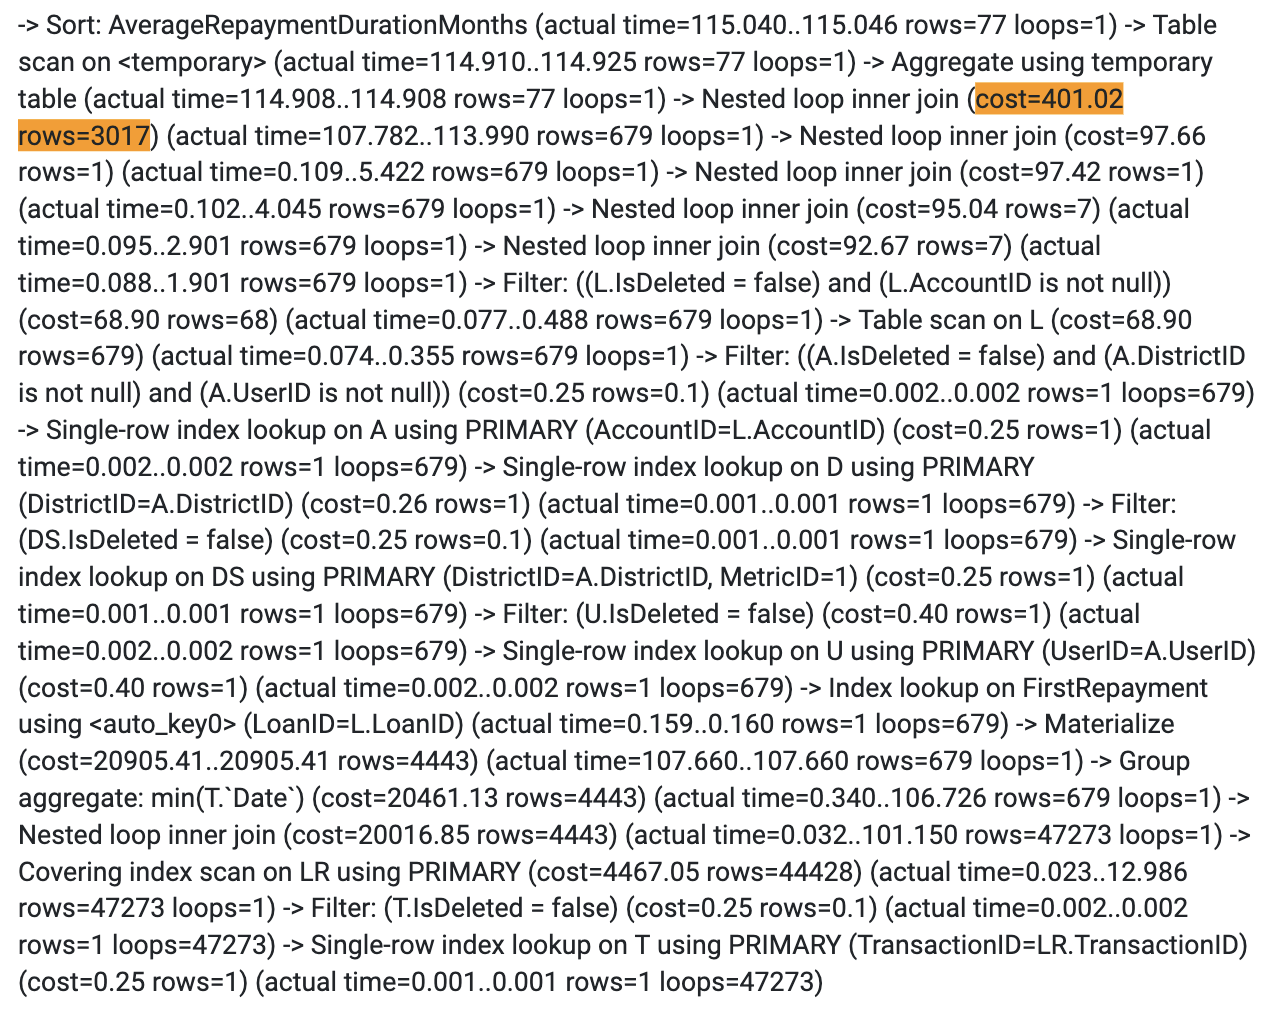 -> Sort: AverageRepaymentDurationMonths (actual time=115.040..115.046 rows=77 loops=1) -> Table
scan on <temporary> (actual time=114.910..114.925 rows=77 loops=1) -> Aggregate using temporary
table (actual time=114.908..114.908 rows=77 loops=1) -> Nested loop inner join (cost=401.02
rows=3017) (actual time=107.782..113.990 rows=679 loops=1) -> Nested loop inner join (cost=97.66
rows=1) (actual time=0.109..5.422 rows=679 loops=1) -> Nested loop inner join (cost=97.42 rows=1)
(actual time=0.102..4.045 rows=679 loops=1) -> Nested loop inner join (cost=95.04 rows=7) (actual
time=0.095..2.901 rows=679 loops=1) -> Nested loop inner join (cost=92.67 rows=7) (actual
time=0.088..1.901 rows=679 loops=1) -> Filter: ((L.IsDeleted = false) and (L.AccountID is not null))
(cost=68.90 rows=68) (actual time=0.077..0.488 rows=679 loops=1) -> Table scan on L (cost=68.90
rows=679) (actual time=0.074..0.355 rows=679 loops=1) -> Filter: ((A.IsDeleted = false) and (A.DistrictID
is not null) and (A.UserID is not null)) (cost=0.25 rows=0.1) (actual time=0.002..0.002 rows=1 loops=679)
-> Single-row index lookup on A using PRIMARY (AccountID=L.AccountID) (cost=0.25 rows=1) (actual
time=0.002..0.002 rows=1 loops=679) -> Single-row index lookup on D using PRIMARY
(DistrictID=A.DistrictID) (cost=0.26 rows=1) (actual time=0.001..0.001 rows=1 loops=679) -> Filter:
(DS.IsDeleted = false) (cost=0.25 rows=0.1) (actual time=0.001..0.001 rows=1 loops=679) -> Single-row
index lookup on DS using PRIMARY (DistrictID=A.DistrictID, MetricID=1) (cost=0.25 rows=1) (actual
time=0.001..0.001 rows=1 loops=679) -> Filter: (U.IsDeleted = false) (cost=0.40 rows=1) (actual
time=0.002..0.002 rows=1 loops=679) -> Single-row index lookup on U using PRIMARY (UserID=A.UserID)
(cost=0.40 rows=1) (actual time=0.002..0.002 rows=1 loops=679) -> Index lookup on FirstRepayment
using <auto_key0> (LoanID=L.LoanID) (actual time=0.159..0.160 rows=1 loops=679) -> Materialize
(cost=20905.41..20905.41 rows=4443) (actual time=107.660..107.660 rows=679 loops=1) -> Group
aggregate: min(T.`Date`) (cost=20461.13 rows=4443) (actual time=0.340..106.726 rows=679 loops=1) ->
Nested loop inner join (cost=20016.85 rows=4443) (actual time=0.032..101.150 rows=47273 loops=1) ->
Covering index scan on LR using PRIMARY (cost=4467.05 rows=44428) (actual time=0.023..12.986
rows=47273 loops=1) -> Filter: (T.IsDeleted = false) (cost=0.25 rows=0.1) (actual time=0.002..0.002
rows=1 loops=47273) -> Single-row index lookup on T using PRIMARY (TransactionID=LR.TransactionID)
(cost=0.25 rows=1) (actual time=0.001..0.001 rows=1 loops=47273)